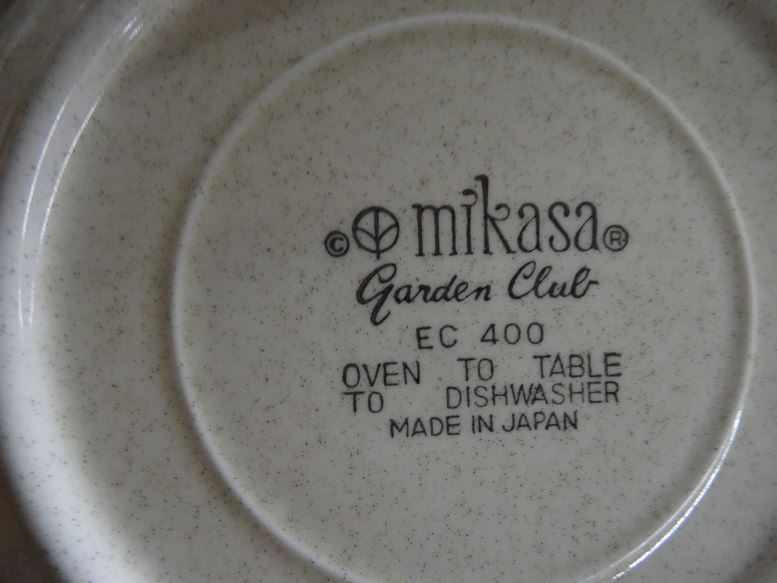 © mikasa®
Garden Club
EC 400
OVEN TO TABLE
TO DISHWASHER
MADE IN JAPAN